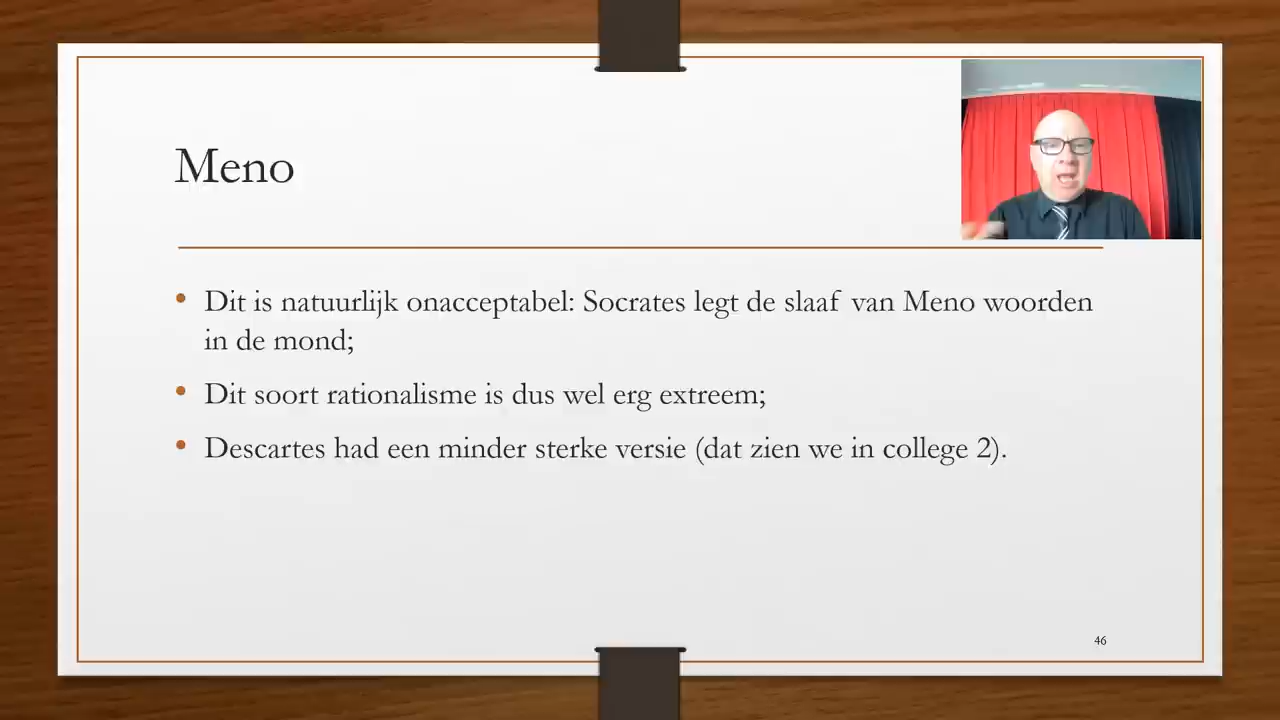 Meno
• Dit is natuurlijk onacceptabel: Socrates legt de slaaf van Meno woorden
in de mond;
• Dit soort rationalisme is dus wel erg extreem;
• Descartes had een minder sterke versie (dat zien we in college 2).
46